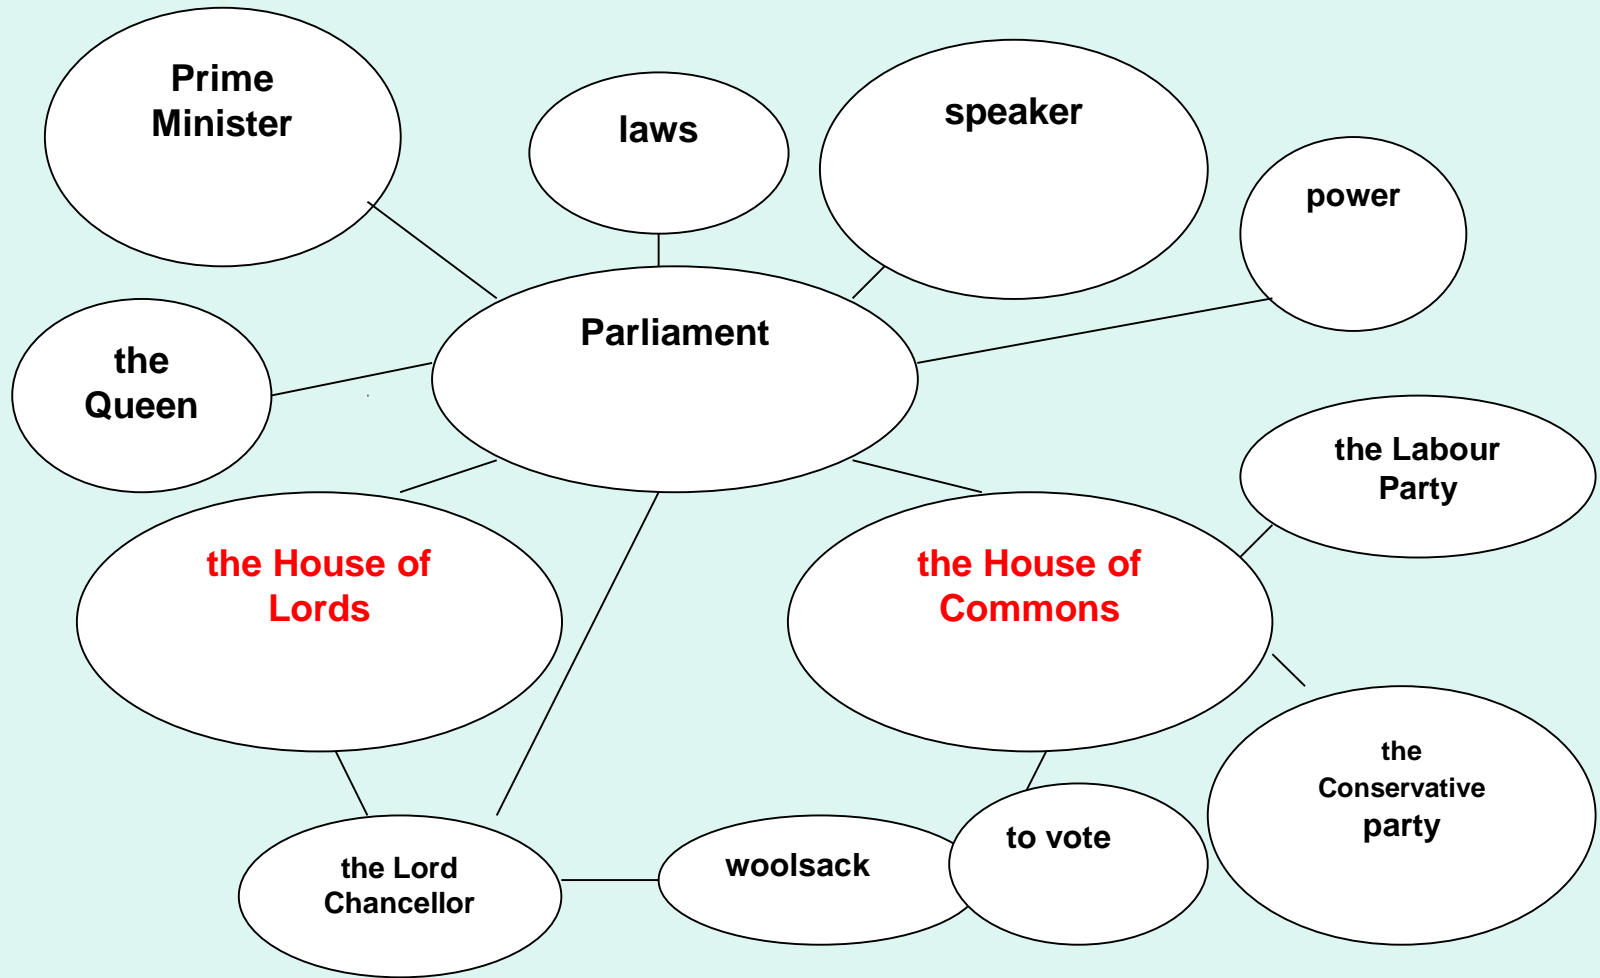 Prime
Minister
laws
speaker
power
Parliament
the
Queen
the Labour
Party
the House of
Lords
the House of
Commons
the
Conservative
party
the Lord
Chancellor
woolsack
to vote